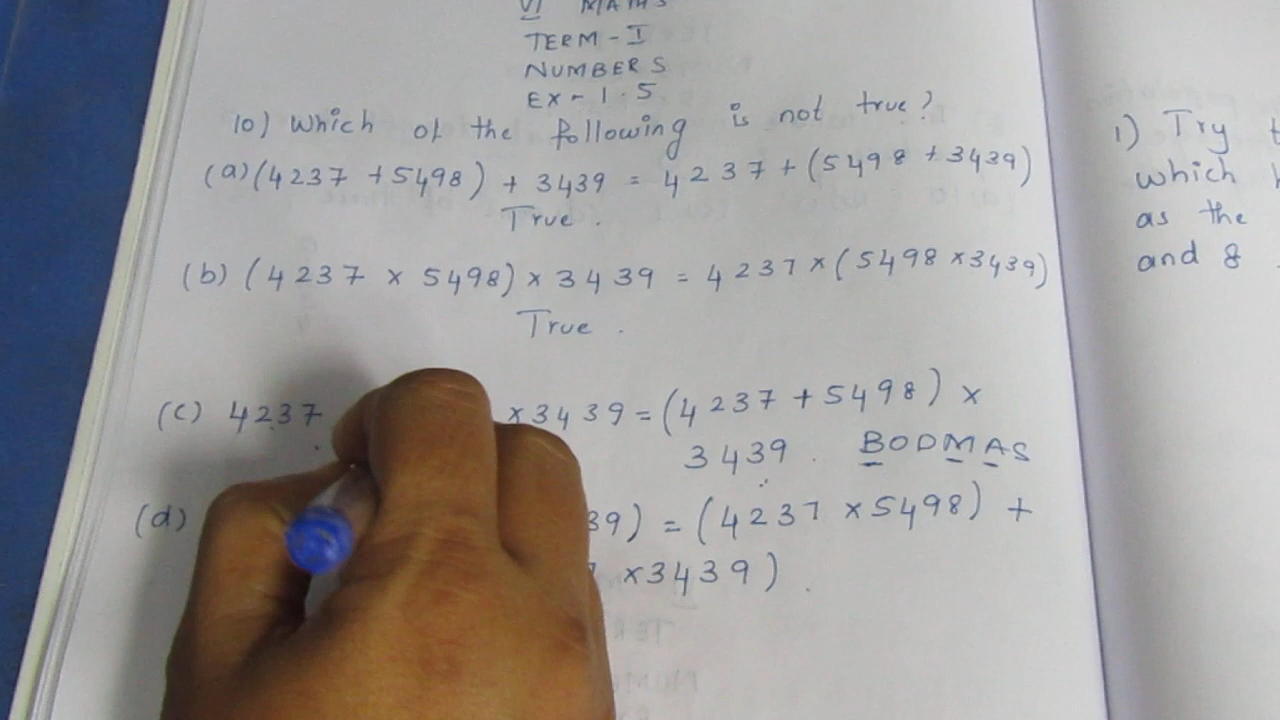 VI MATHS
TERM - I
NUMBERS
EX - 1.5
10) Which of the following is not true?
(a) (4237 + 5498) + 3439 = 4237 + (5498 + 3439)
True.
(b) (4237 × 5498) × 3439 = 4237 × (5498 × 3439)
True.
(c) 4237 × 3439 = (4237 + 5498) ×
3439. BODMAS
(d) 39) = (4237 × 5498) +
× 3439).
1) Try
which
as the
and 8